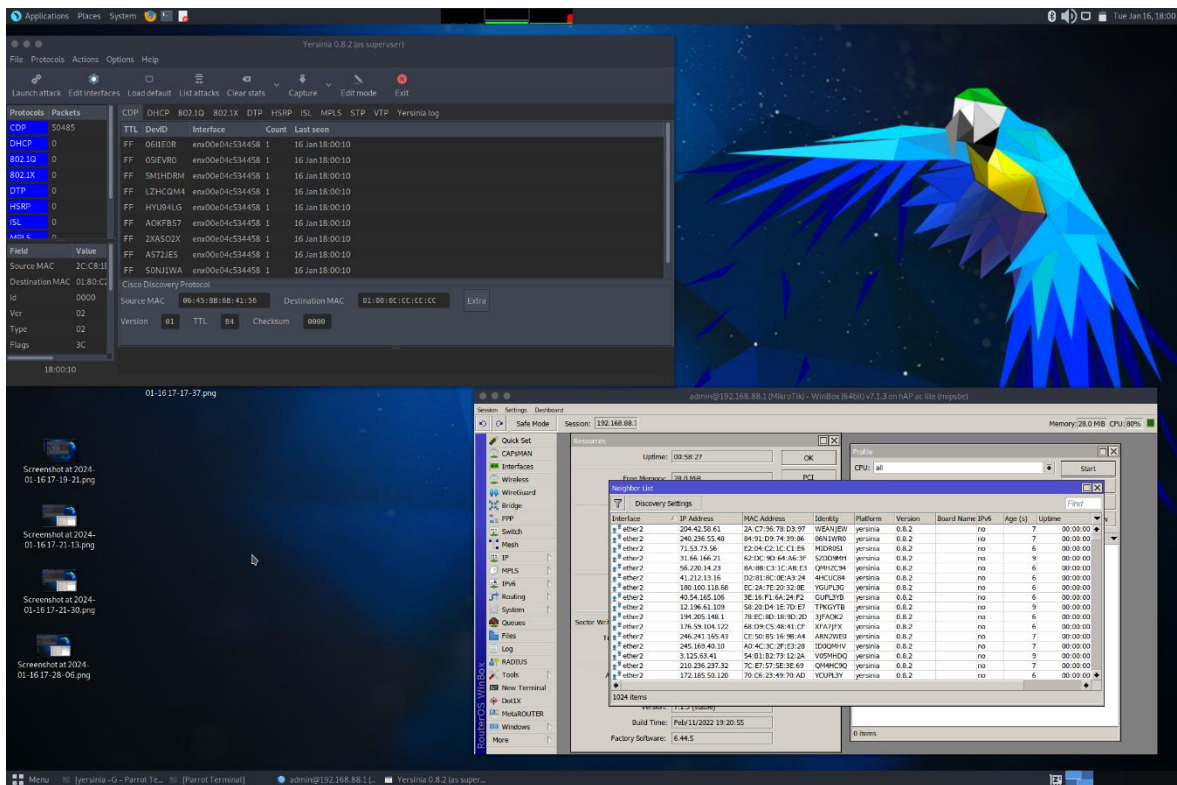 Applications Places System
Tue Jan 16, 18:00
Yersinia 0.8.2 (as superuser)
File Protocols Actions Options Help
Launch attack Edit interfaces Load default List attacks Clear stats Capture Edit mode Exit
Protocols Packets
CDP 50485
DHCP 0
802.1Q 0
802.1X 0
DTP 0
HSRP 0
ISL 0
MPLS 0
CDP DHCP 802.1Q 802.1X DTP HSRP ISL MPLS STP VTP Yersinia log
TTL DevID Interface Count Last seen
FF 06I1E0R enx00e04c534458 1 16 Jan 18:00:10
FF 0SIEVR0 enx00e04c534458 1 16 Jan 18:00:10
FF 5M1HDRM enx00e04c534458 1 16 Jan 18:00:10
FF LZHCQM4 enx00e04c534458 1 16 Jan 18:00:10
FF HYU94LG enx00e04c534458 1 16 Jan 18:00:10
FF AOKFBS7 enx00e04c534458 1 16 Jan 18:00:10
FF 2XASO2X enx00e04c534458 1 16 Jan 18:00:10
FF AS72JES enx00e04c534458 1 16 Jan 18:00:10
FF S0NJ1WA enx00e04c534458 1 16 Jan 18:00:10
Field Value
Source MAC 2C:C8:1B
Destination MAC 01:80:C2
Id 0000
Ver 02
Type 02
Flags 3C
18:00:10
Cisco Discovery Protocol
Source MAC 06:45:8B:6B:41:56 Destination MAC 01:00:0C:CC:CC:CC Extra
Version 01 TTL B4 Checksum 0000
01-16 17-17-37.png
Screenshot at 2024-
01-16 17-19-21.png
Screenshot at 2024-
01-16 17-21-13.png
Screenshot at 2024-
01-16 17-21-30.png
Screenshot at 2024-
01-16 17-28-06.png
admin@192.168.88.1 (MikroTik) - WinBox (64bit) v7.1.3 on hAP ac lite (mipsbe)
Session Settings Dashboard
Safe Mode Session: 192.168.88.1
Memory: 28.0 MiB CPU: 80%
Quick Set
CAPsMAN
Interfaces
Wireless
WireGuard
Bridge
PPP
Switch
Mesh
IP
MPLS
IPv6
Routing
System
Queues
Files
Log
RADIUS
Tools
New Terminal
Dot1X
MetaROUTER
Windows
More
RouterOS WinBox
Resources
Uptime: 00:58:27 OK
Free Memory: 28.0 MiB PCI
Sector Wri
Version: 7.1.3 (stable)
Build Time: Feb/11/2022 19:20:55
Factory Software: 6.44.5
Profile
CPU: all Start
0 items
Neighbor List
Discovery Settings Find
Interface IP Address MAC Address Identity Platform Version Board Name IPv6 Age (s) Uptime
ether2 204.42.58.61 2A:C7:96:78:D3:97 WEANJEW yersinia 0.8.2 no 7 00:00:00
ether2 240.236.55.48 84:91:D9:74:39:06 06N1WR0 yersinia 0.8.2 no 7 00:00:00
ether2 71.53.73.56 E2:04:C2:1C:C1:E6 MIDR0SI yersinia 0.8.2 no 6 00:00:00
ether2 31.66.166.21 62:DC:9D:64:A6:3F SZDD9MH yersinia 0.8.2 no 9 00:00:00
ether2 56.220.14.23 8A:8B:C3:1C:AB:E3 QMHZC94 yersinia 0.8.2 no 6 00:00:00
ether2 41.212.13.16 D2:81:8C:0E:A3:24 4HCUC84 yersinia 0.8.2 no 6 00:00:00
ether2 180.100.118.68 EC:2A:7E:20:32:8E YGUPL3G yersinia 0.8.2 no 6 00:00:00
ether2 40.54.165.106 3E:16:F1:6A:24:F2 GUPL3YB yersinia 0.8.2 no 6 00:00:00
ether2 12.196.61.109 58:20:D4:1E:7D:E7 TPKGYTB yersinia 0.8.2 no 9 00:00:00
ether2 194.205.148.1 78:EC:8D:18:9D:2D 3JFAQK2 yersinia 0.8.2 no 6 00:00:00
ether2 176.59.104.122 68:D9:C5:48:41:CF XFA7JFX yersinia 0.8.2 no 6 00:00:00
ether2 246.241.165.43 CE:50:85:16:9B:A4 ARN2WE0 yersinia 0.8.2 no 7 00:00:00
ether2 245.169.40.10 A0:4C:3C:2F:E3:28 ID0QMHV yersinia 0.8.2 no 7 00:00:00
ether2 3.125.63.41 54:B1:B2:73:12:2A V05MHDQ yersinia 0.8.2 no 9 00:00:00
ether2 210.236.237.32 7C:E7:57:5E:3E:69 QM4HC9Q yersinia 0.8.2 no 7 00:00:00
ether2 172.185.50.120 70:C6:23:49:70:AD YCUPL3Y yersinia 0.8.2 no 6 00:00:00
1024 items
Menu [yersinia -G - Parrot Te... [Parrot Terminal] admin@192.168.88.1 (... Yersinia 0.8.2 (as super...